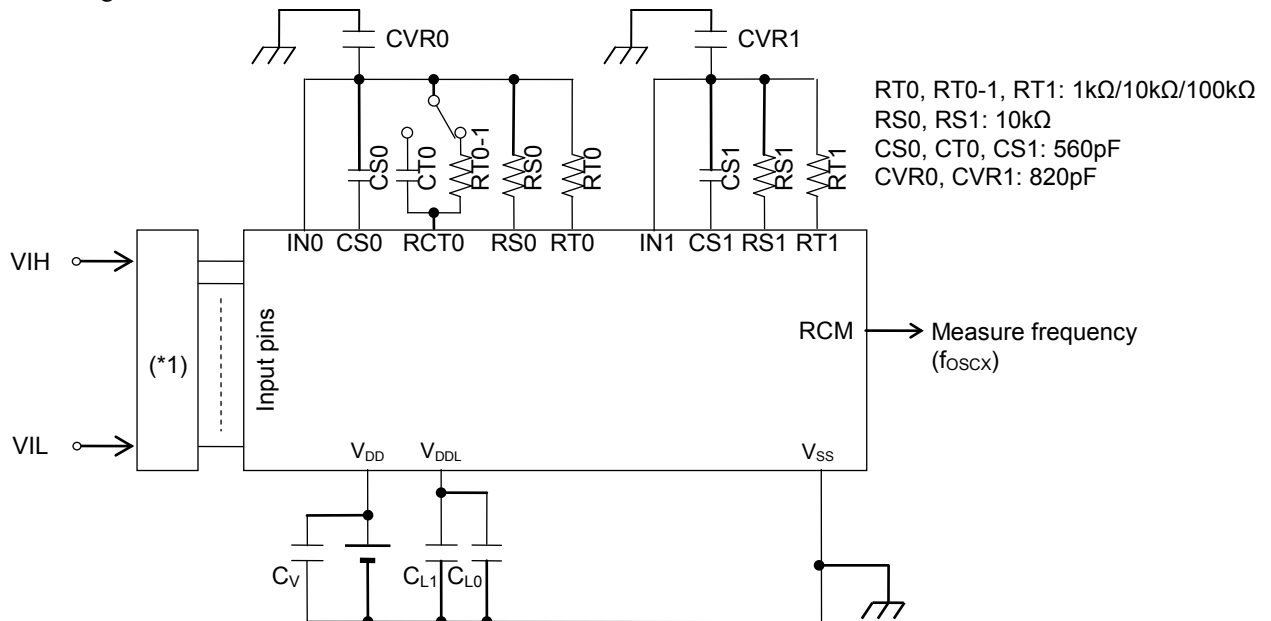 CVR0
CVR1
RT0, RT0-1, RT1: 1kΩ/10kΩ/100kΩ
RS0, RS1: 10kΩ
CS0, CT0, CS1: 560pF
CVR0, CVR1: 820pF
CS0
CT0
RT0-1
RS0
RT0
CS1
RS1
RT1
IN0 CS0 RCT0 RS0 RT0
IN1 CS1 RS1 RT1
VIH
(*1)
VIL
Input pins
RCM
Measure frequency
(fOSCX)
VDD
VDDL
VSS
CV
CL1
CL0